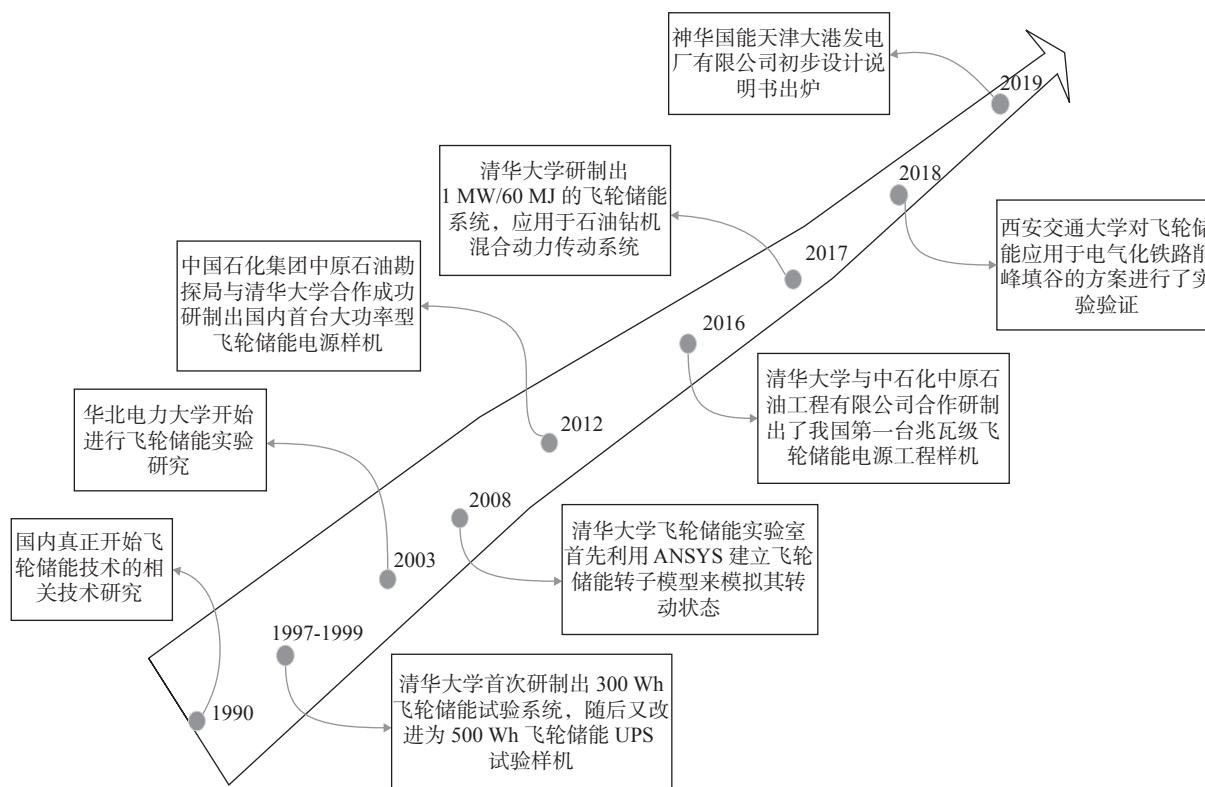 神华国能天津大港发电
厂有限公司初步设计说
明书出炉
2019
清华大学研制出
1 MW/60 MJ 的飞轮储能
系统，应用于石油钻机
混合动力传动系统
2018
西安交通大学对飞轮储
能应用于电气化铁路削
峰填谷的方案进行了实
验验证
2017
中国石化集团中原石油勘
探局与清华大学合作成功
研制出国内首台大功率型
飞轮储能电源样机
2016
清华大学与中石化中原石
油工程有限公司合作研制
出了我国第一台兆瓦级飞
轮储能电源工程样机
华北电力大学开始
进行飞轮储能实验
研究
2012
2008
清华大学飞轮储能实验室
首先利用 ANSYS 建立飞轮
储能转子模型来模拟其转
动状态
国内真正开始飞
轮储能技术的相
关技术研究
2003
1997-1999
清华大学首次研制出 300 Wh
飞轮储能试验系统，随后又改
进为 500 Wh 飞轮储能 UPS
试验样机
1990